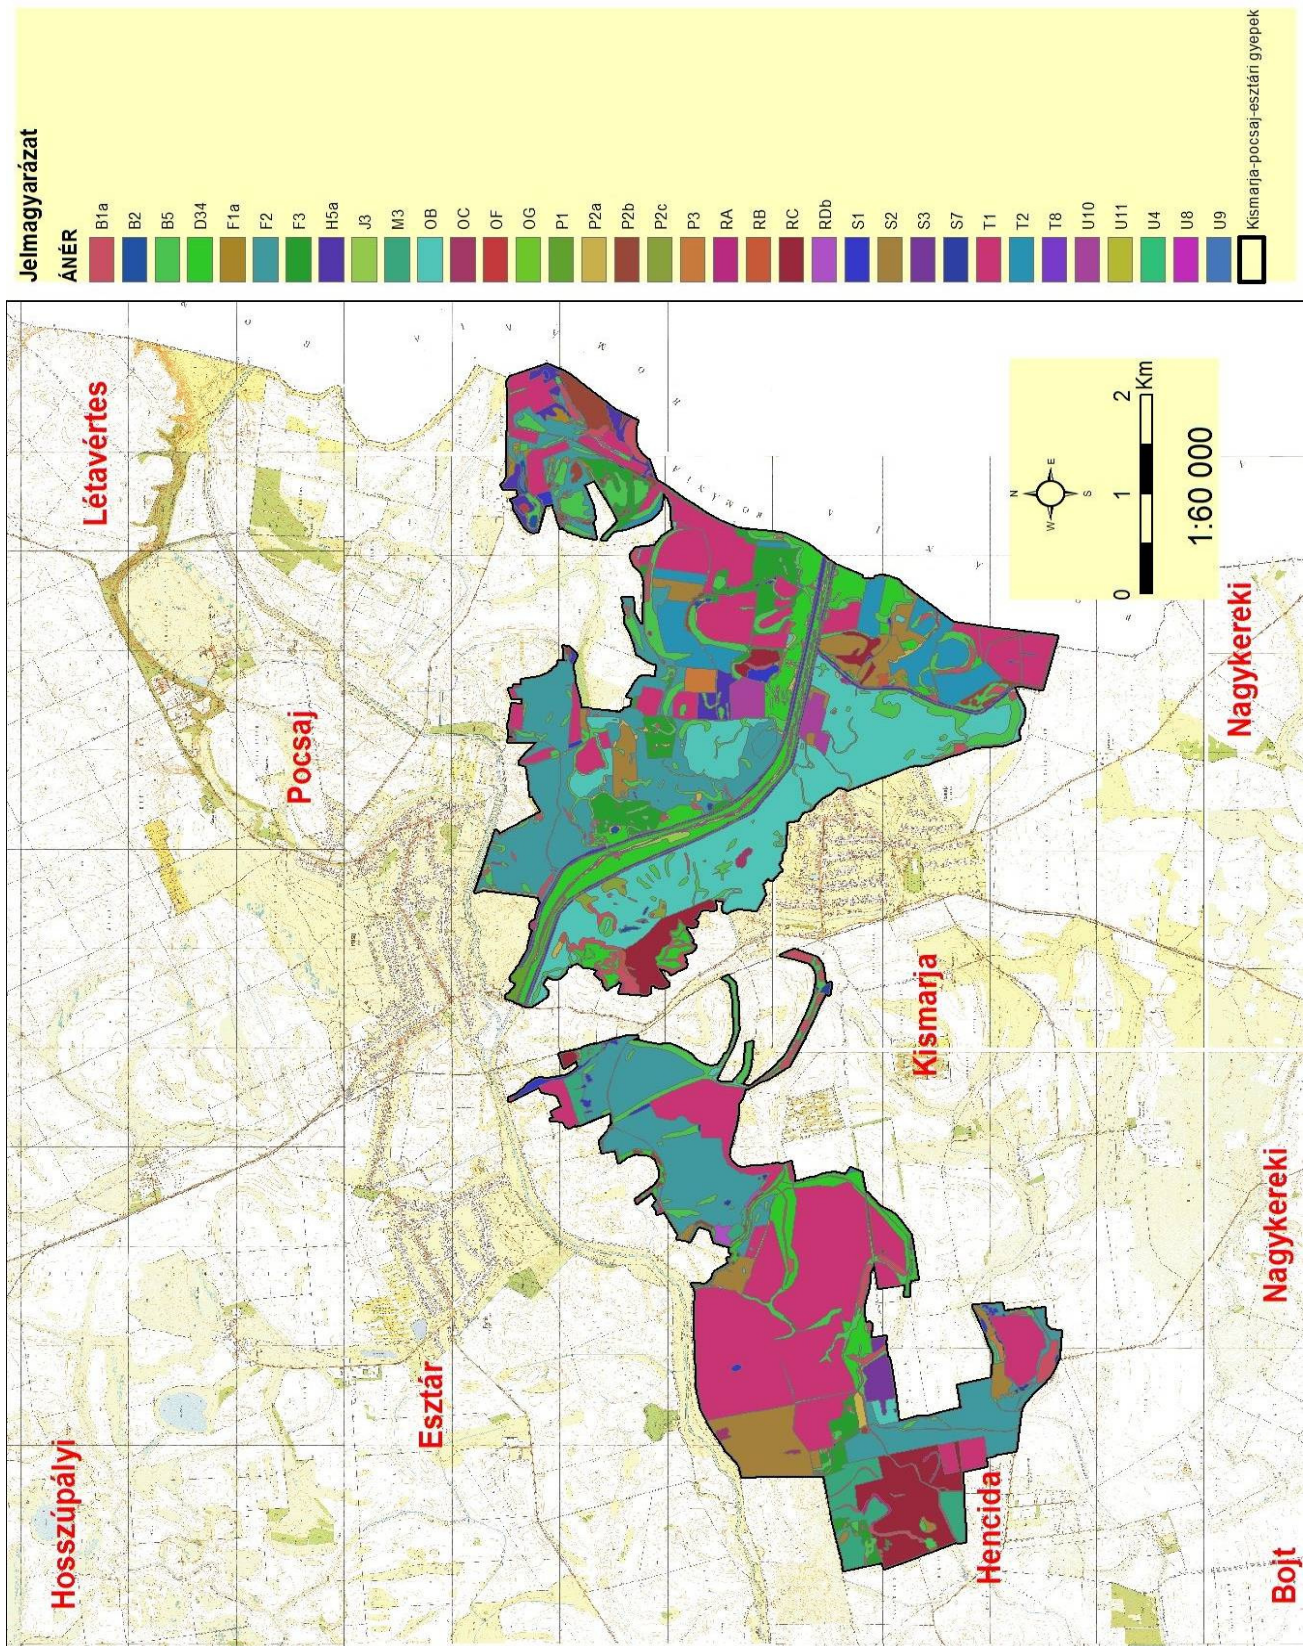 Jelmagyarázat
ÁNÉR
B1a
B2
B5
D34
F1a
F2
F3
H5a
J3
M3
OB
OC
OF
OG
P1
P2a
P2b
P2c
P3
RA
RB
RC
RDb
S1
S2
S3
S7
T1
T2
T8
U10
U11
U4
U8
U9
Kismarja-pocsaj-esztári gyepek
Hosszúpályi
Létavértes
Pocsaj
Esztár
Kismarja
Hencida
Nagykereki
Nagykereki
Bojt
N
W
E
S
0
1
2
Km
1:60 000